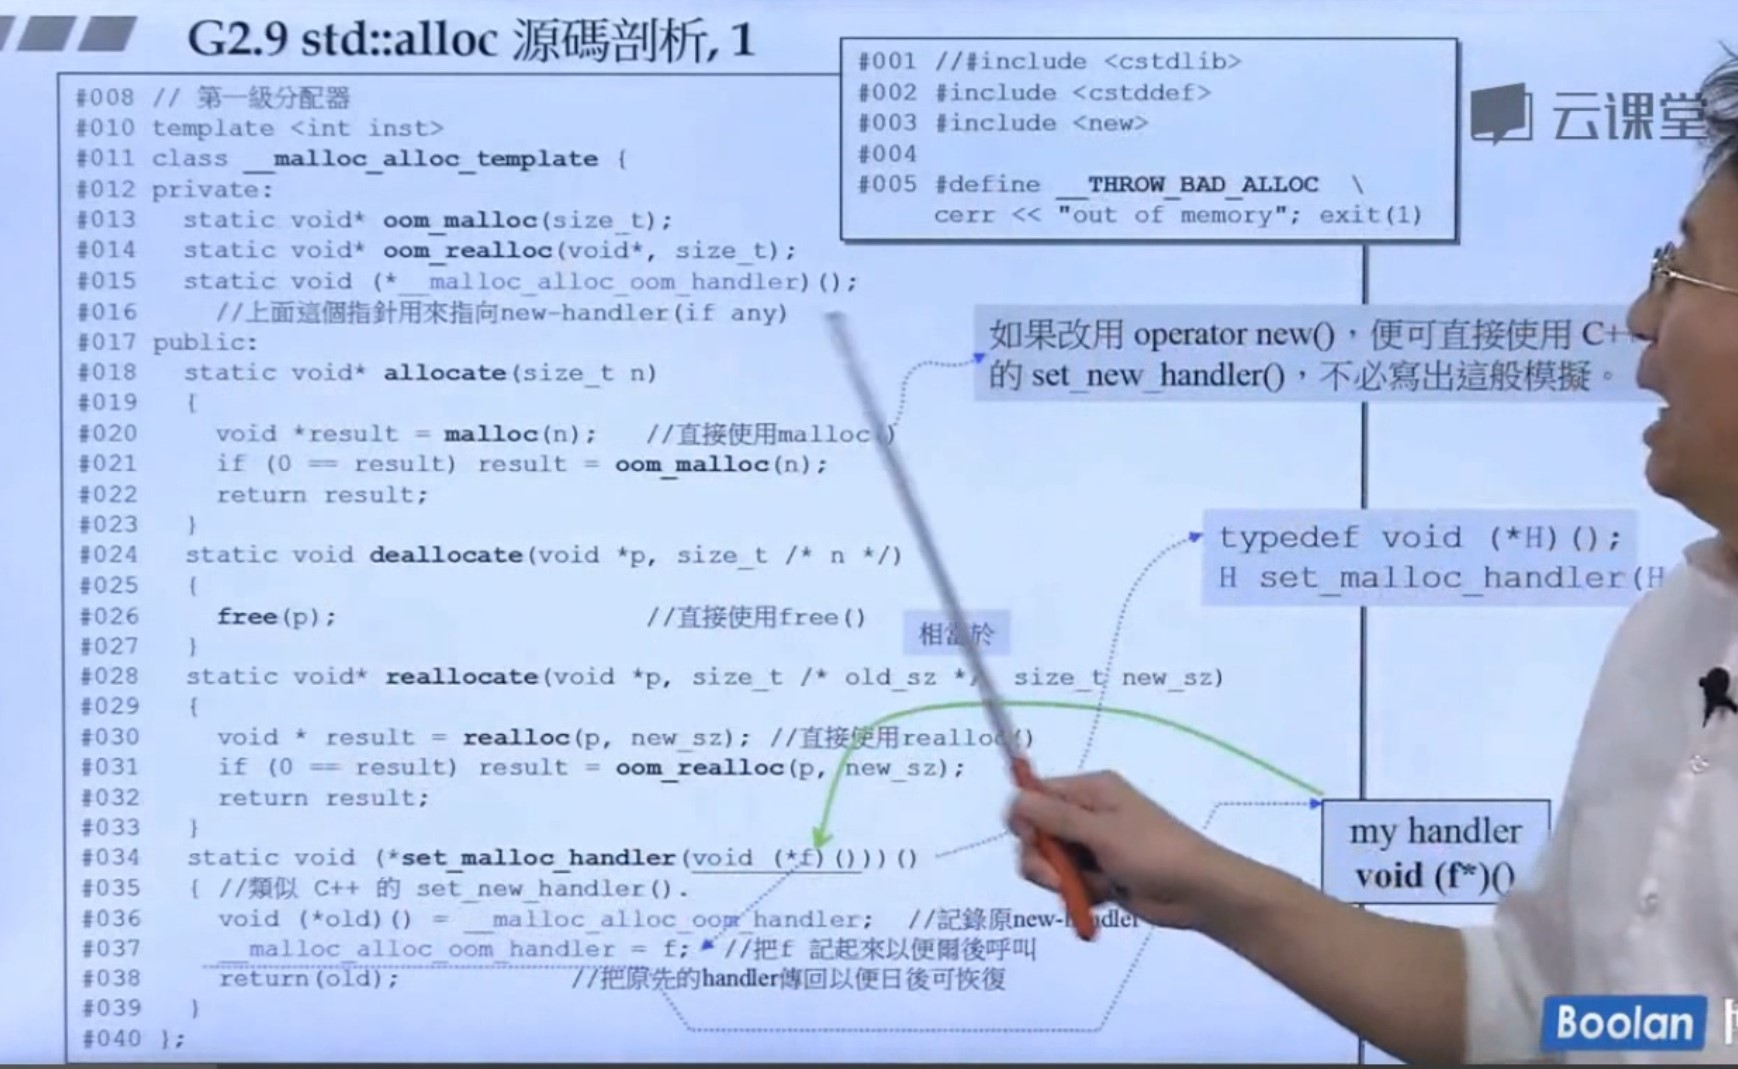 G2.9 std::alloc 源碼剖析, 1
#001 //#include <cstdlib>
#002 #include <cstddef>
#003 #include <new>
#004
#005 #define __THROW_BAD_ALLOC \
cerr << "out of memory"; exit(1)
云课堂
#008 // 第一級分配器
#010 template <int inst>
#011 class __malloc_alloc_template {
#012 private:
#013 static void* oom_malloc(size_t);
#014 static void* oom_realloc(void*, size_t);
#015 static void (*__malloc_alloc_oom_handler)();
#016 //上面這個指針用來指向new-handler(if any)
#017 public:
#018 static void* allocate(size_t n)
#019 {
#020 void *result = malloc(n); //直接使用malloc()
#021 if (0 == result) result = oom_malloc(n);
#022 return result;
#023 }
#024 static void deallocate(void *p, size_t /* n */)
#025 {
#026 free(p); //直接使用free()
#027 }
#028 static void* reallocate(void *p, size_t /* old_sz */ size_t new_sz)
#029 {
#030 void * result = realloc(p, new_sz); //直接使用realloc()
#031 if (0 == result) result = oom_realloc(p, new_sz);
#032 return result;
#033 }
#034 static void (*set_malloc_handler(void (*f)()))()
#035 { //類似 C++ 的 set_new_handler().
#036 void (*old)() = __malloc_alloc_oom_handler; //記錄原new-handler
#037 __malloc_alloc_oom_handler = f; //把f 記起來以便爾後呼叫
#038 return(old); //把原先的handler傳回以便日後可恢復
#039 }
#040 };
如果改用 operator new()，便可直接使用 C++
的 set_new_handler()，不必寫出這般模擬。
typedef void (*H)();
H set_malloc_handler(H
相當於
my handler
void (f*)()
Boolan